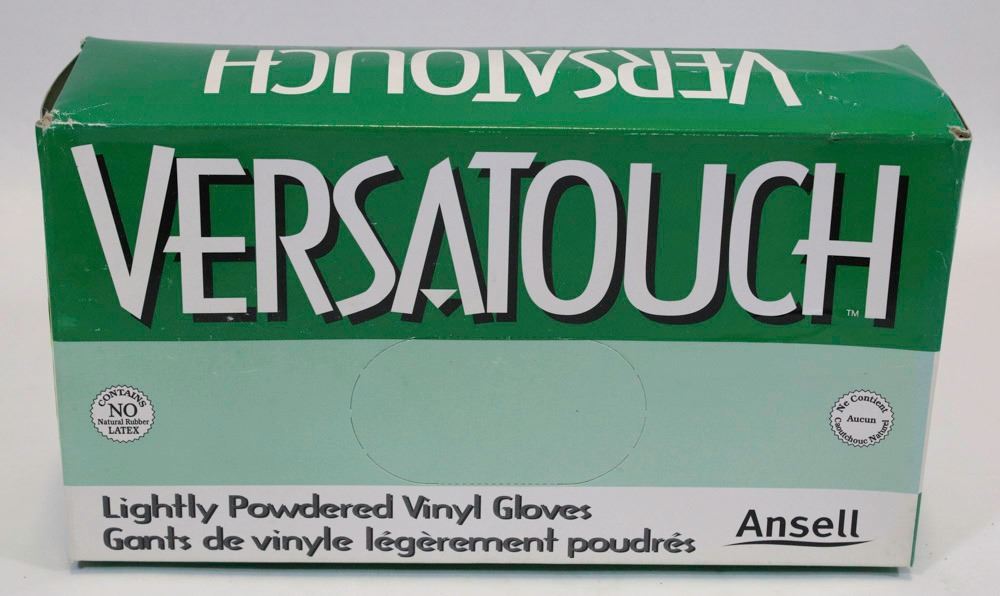 VERSATOUCH
VERSATOUCH
TM
CONTAINS
NO
Natural Rubber
LATEX
Ne Contient
Aucun
Caoutchouc Naturel
Lightly Powdered Vinyl Gloves
Gants de vinyle légèrement poudrés
Ansell